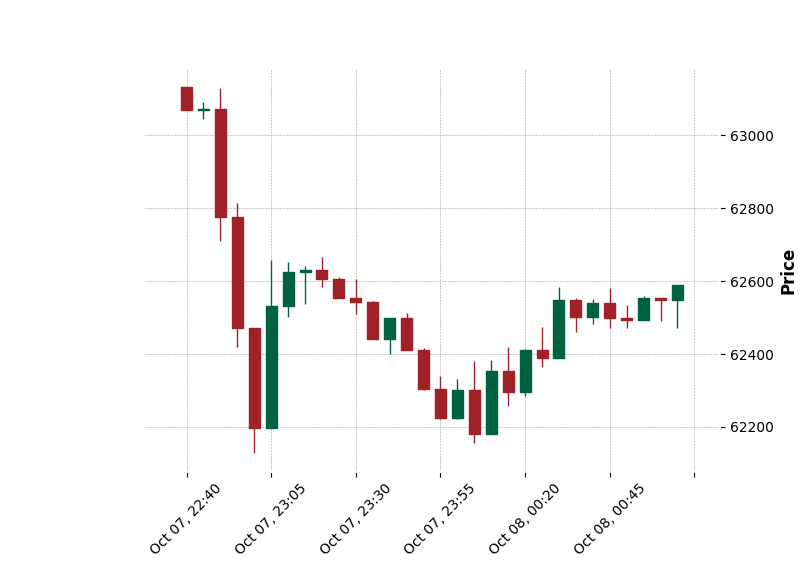 63000
62800
62600
62400
62200
Price
Oct 07, 22:40
Oct 07, 23:05
Oct 07, 23:30
Oct 07, 23:55
Oct 08, 00:20
Oct 08, 00:45